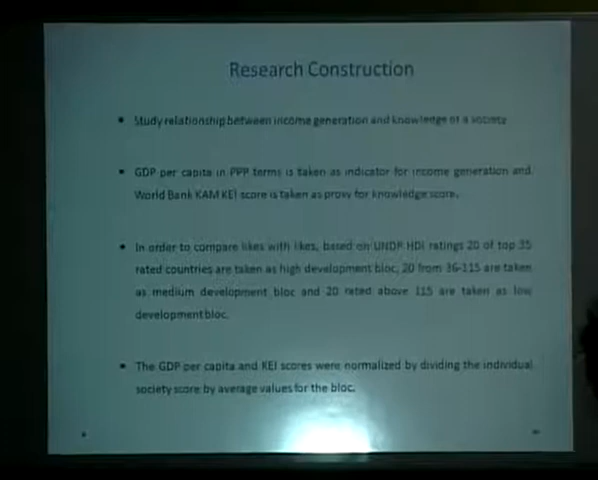 Research Construction
Study relationship between income generation and knowledge of a society
GDP per capita in PPP terms is taken as indicator for income generation and
World Bank KAM KEI score is taken as proxy for knowledge score.
In order to compare likes with likes, based on UNDP HDI ratings 20 of top 35
rated countries are taken as high development bloc, 20 from 36-115 are taken
as medium development bloc and 20 rated above 115 are taken as low
development bloc.
The GDP per capita and KEI scores were normalized by dividing the individual
society score by average values for the bloc.